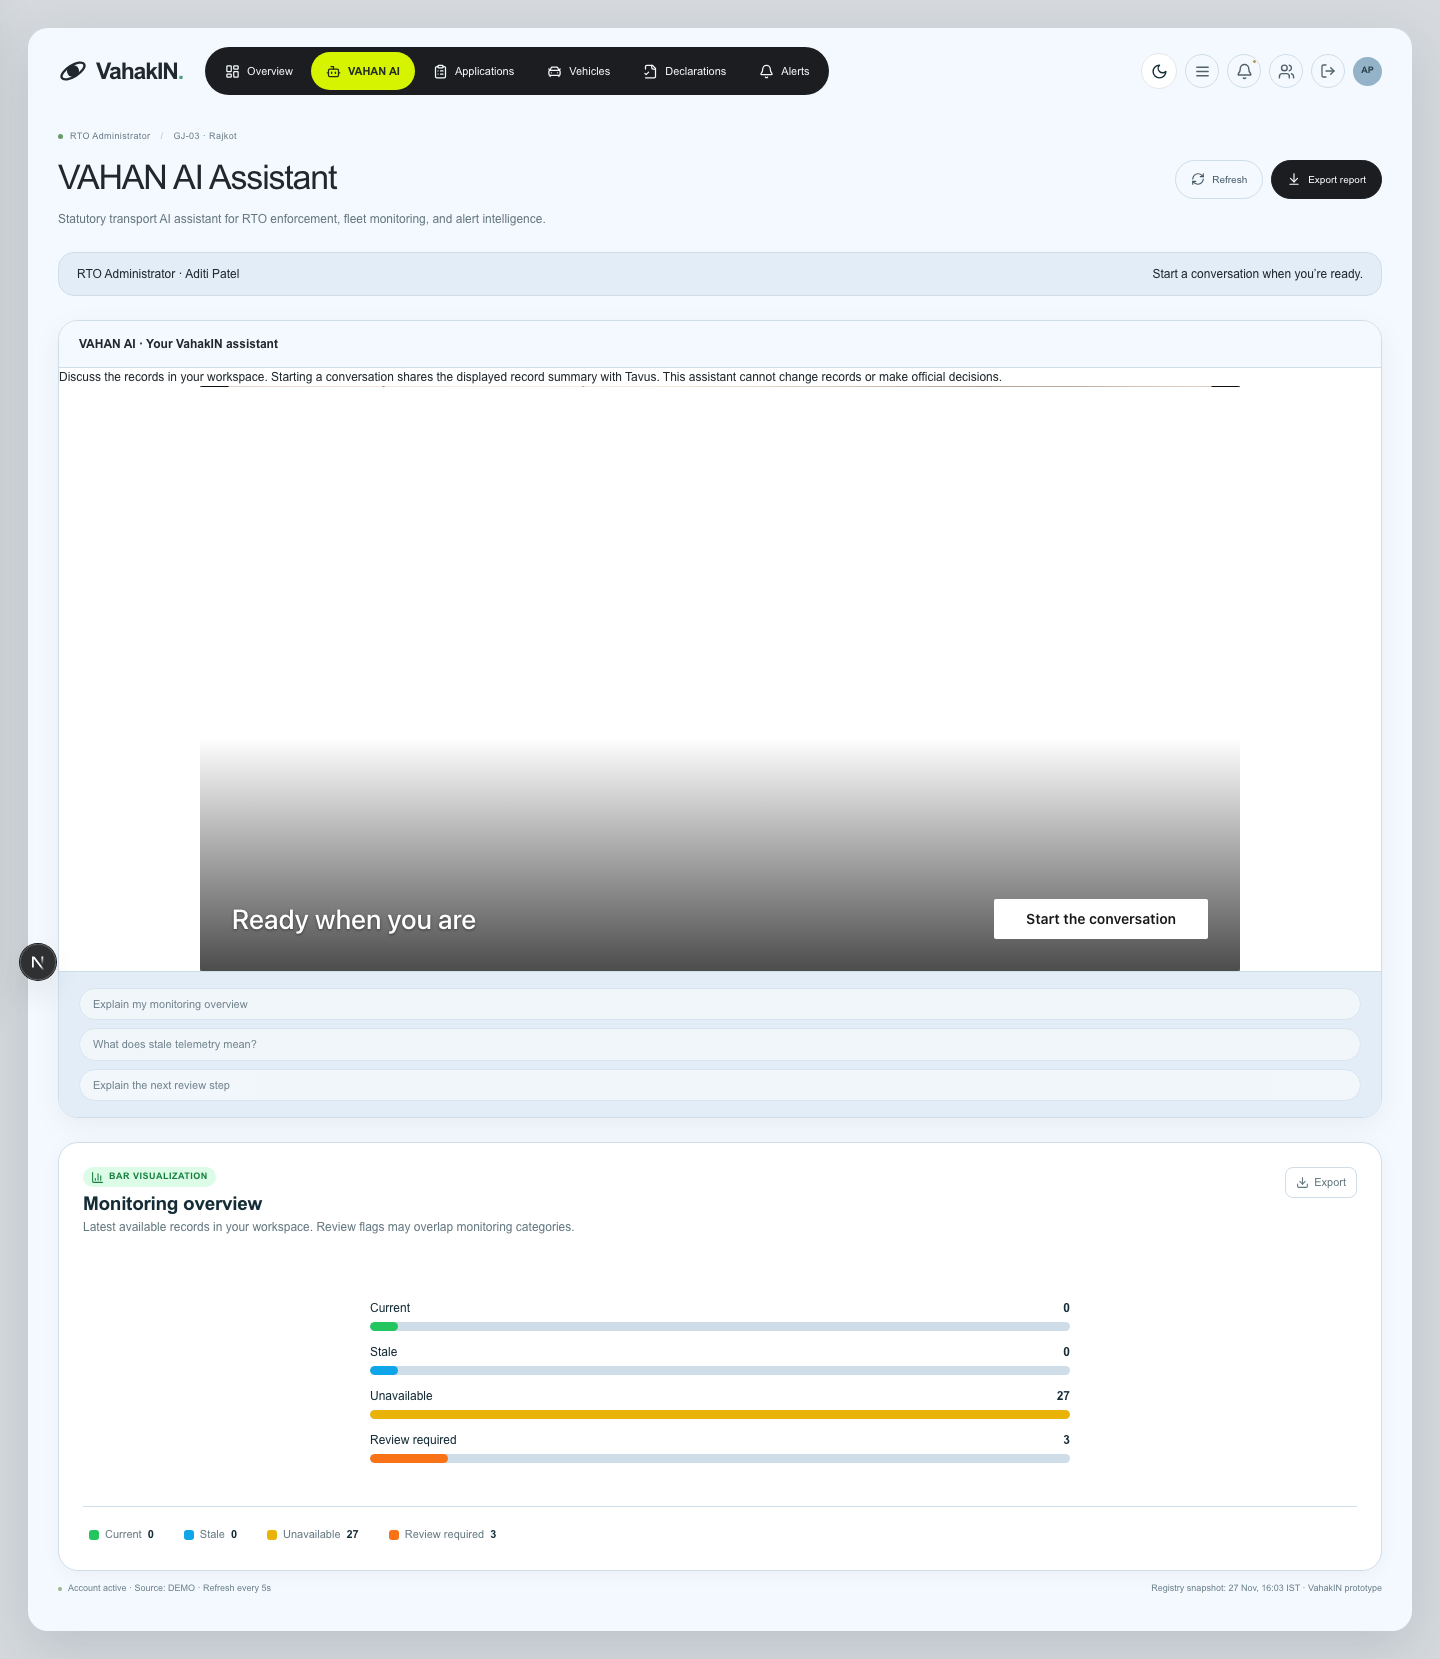 VahakIN.
Overview
VAHAN AI
Applications
Vehicles
Declarations
Alerts
AP
RTO Administrator / GJ-03 · Rajkot
VAHAN AI Assistant
Refresh
Export report
Statutory transport AI assistant for RTO enforcement, fleet monitoring, and alert intelligence.
RTO Administrator · Aditi Patel
Start a conversation when you're ready.
VAHAN AI · Your VahakIN assistant
Discuss the records in your workspace. Starting a conversation shares the displayed record summary with Tavus. This assistant cannot change records or make official decisions.
Ready when you are
Start the conversation
N
Explain my monitoring overview
What does stale telemetry mean?
Explain the next review step
BAR VISUALIZATION
Export
Monitoring overview
Latest available records in your workspace. Review flags may overlap monitoring categories.
Current 0
Stale 0
Unavailable 27
Review required 3
Current 0 Stale 0 Unavailable 27 Review required 3
Account active · Source: DEMO · Refresh every 5s
Registry snapshot: 27 Nov, 16:03 IST · VahakIN prototype